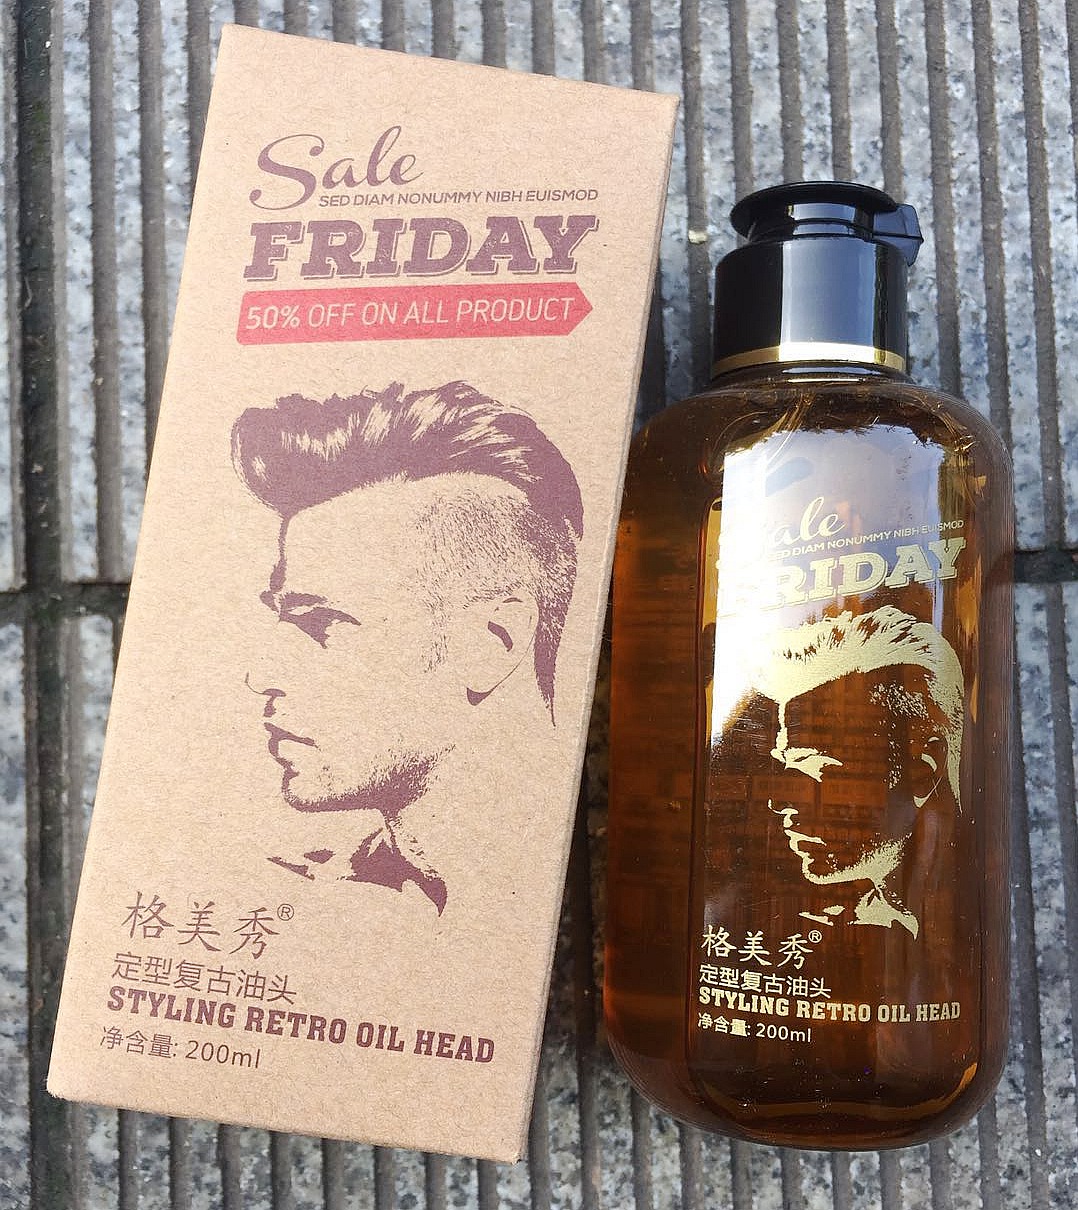 Sale
SED DIAM NONUMMY NIBH EUISMOD
FRIDAY
50% OFF ON ALL PRODUCT
格美秀®
定型复古油头
STYLING RETRO OIL HEAD
净含量: 200ml
Sale
SED DIAM NONUMMY NIBH EUISMOD
FRIDAY
格美秀®
定型复古油头
STYLING RETRO OIL HEAD
净含量: 200ml